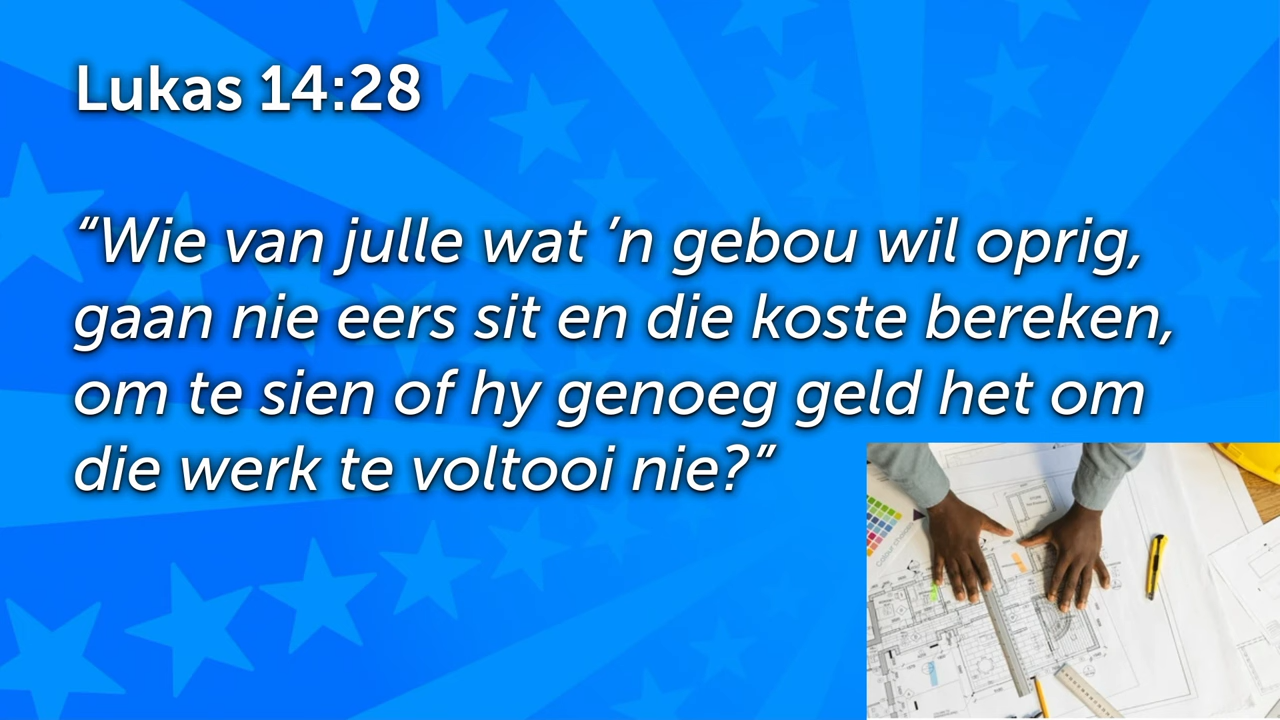 Lukas 14:28
“Wie van julle wat ’n gebou wil oprig,
gaan nie eers sit en die koste bereken,
om te sien of hy genoeg geld het om
die werk te voltooi nie?”